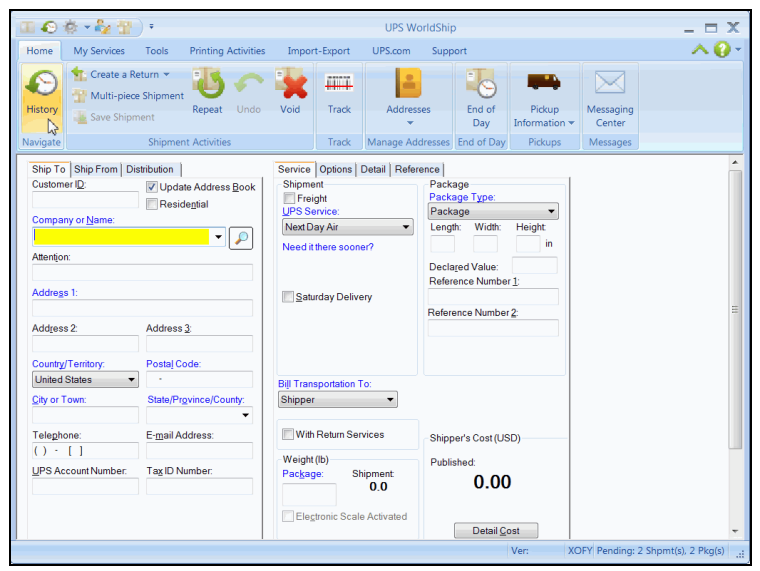 UPS WorldShip
Home My Services Tools Printing Activities Import-Export UPS.com Support
History
Navigate
Create a Return
Multi-piece Shipment
Save Shipment
Repeat Undo Void
Shipment Activities
Track
Track
Addresses
Manage Addresses
End of Day
End of Day
Pickup Information
Pickups
Messaging Center
Messages
Ship To Ship From Distribution
Customer ID:
Update Address Book
Residential
Company or Name:
Attention:
Address 1:
Address 2: Address 3:
Country/Territory: Postal Code:
United States -
City or Town: State/Province/County:
Telephone: E-mail Address:
( ) - [ ]
UPS Account Number: Tax ID Number:
Service Options Detail Reference
Shipment
Freight
UPS Service:
Next Day Air
Need it there sooner?
Saturday Delivery
Bill Transportation To:
Shipper
With Return Services
Weight (lb)
Package: Shipment:
0.0
Electronic Scale Activated
Package
Package Type:
Package
Length: Width: Height:
in
Declared Value:
Reference Number 1:
Reference Number 2:
Shipper's Cost (USD)
Published:
0.00
Detail Cost
Ver: XOFY Pending: 2 Shpmt(s), 2 Pkg(s)